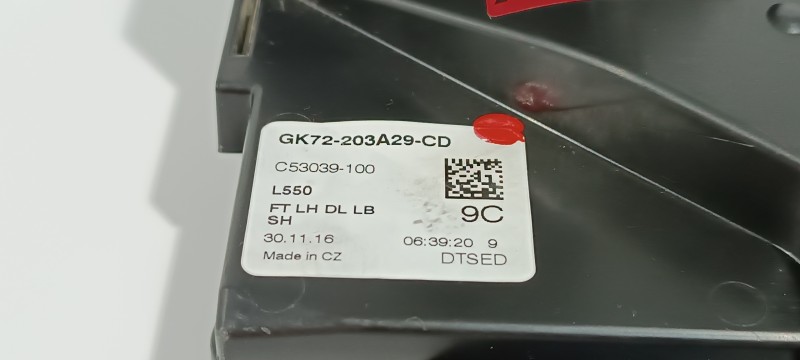 GK72-203A29-CD
C53039-100
L550
FT LH DL LB
SH
9C
30.11.16 06:39:20 9
Made in CZ DTSED